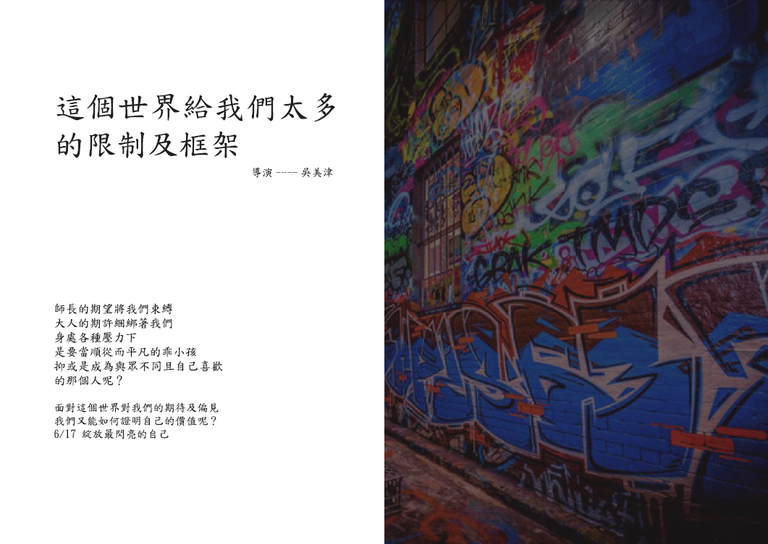 這個世界給我們太多
的限制及框架
導演 ---- 吳美津
師長的期望將我們束縛
大人的期許綑綁著我們
身處各種壓力下
是要當順從而平凡的乖小孩
抑或是成為與眾不同且自己喜歡
的那個人呢？
面對這個世界對我們的期待及偏見
我們又能如何證明自己的價值呢？
6/17 綻放最閃亮的自己